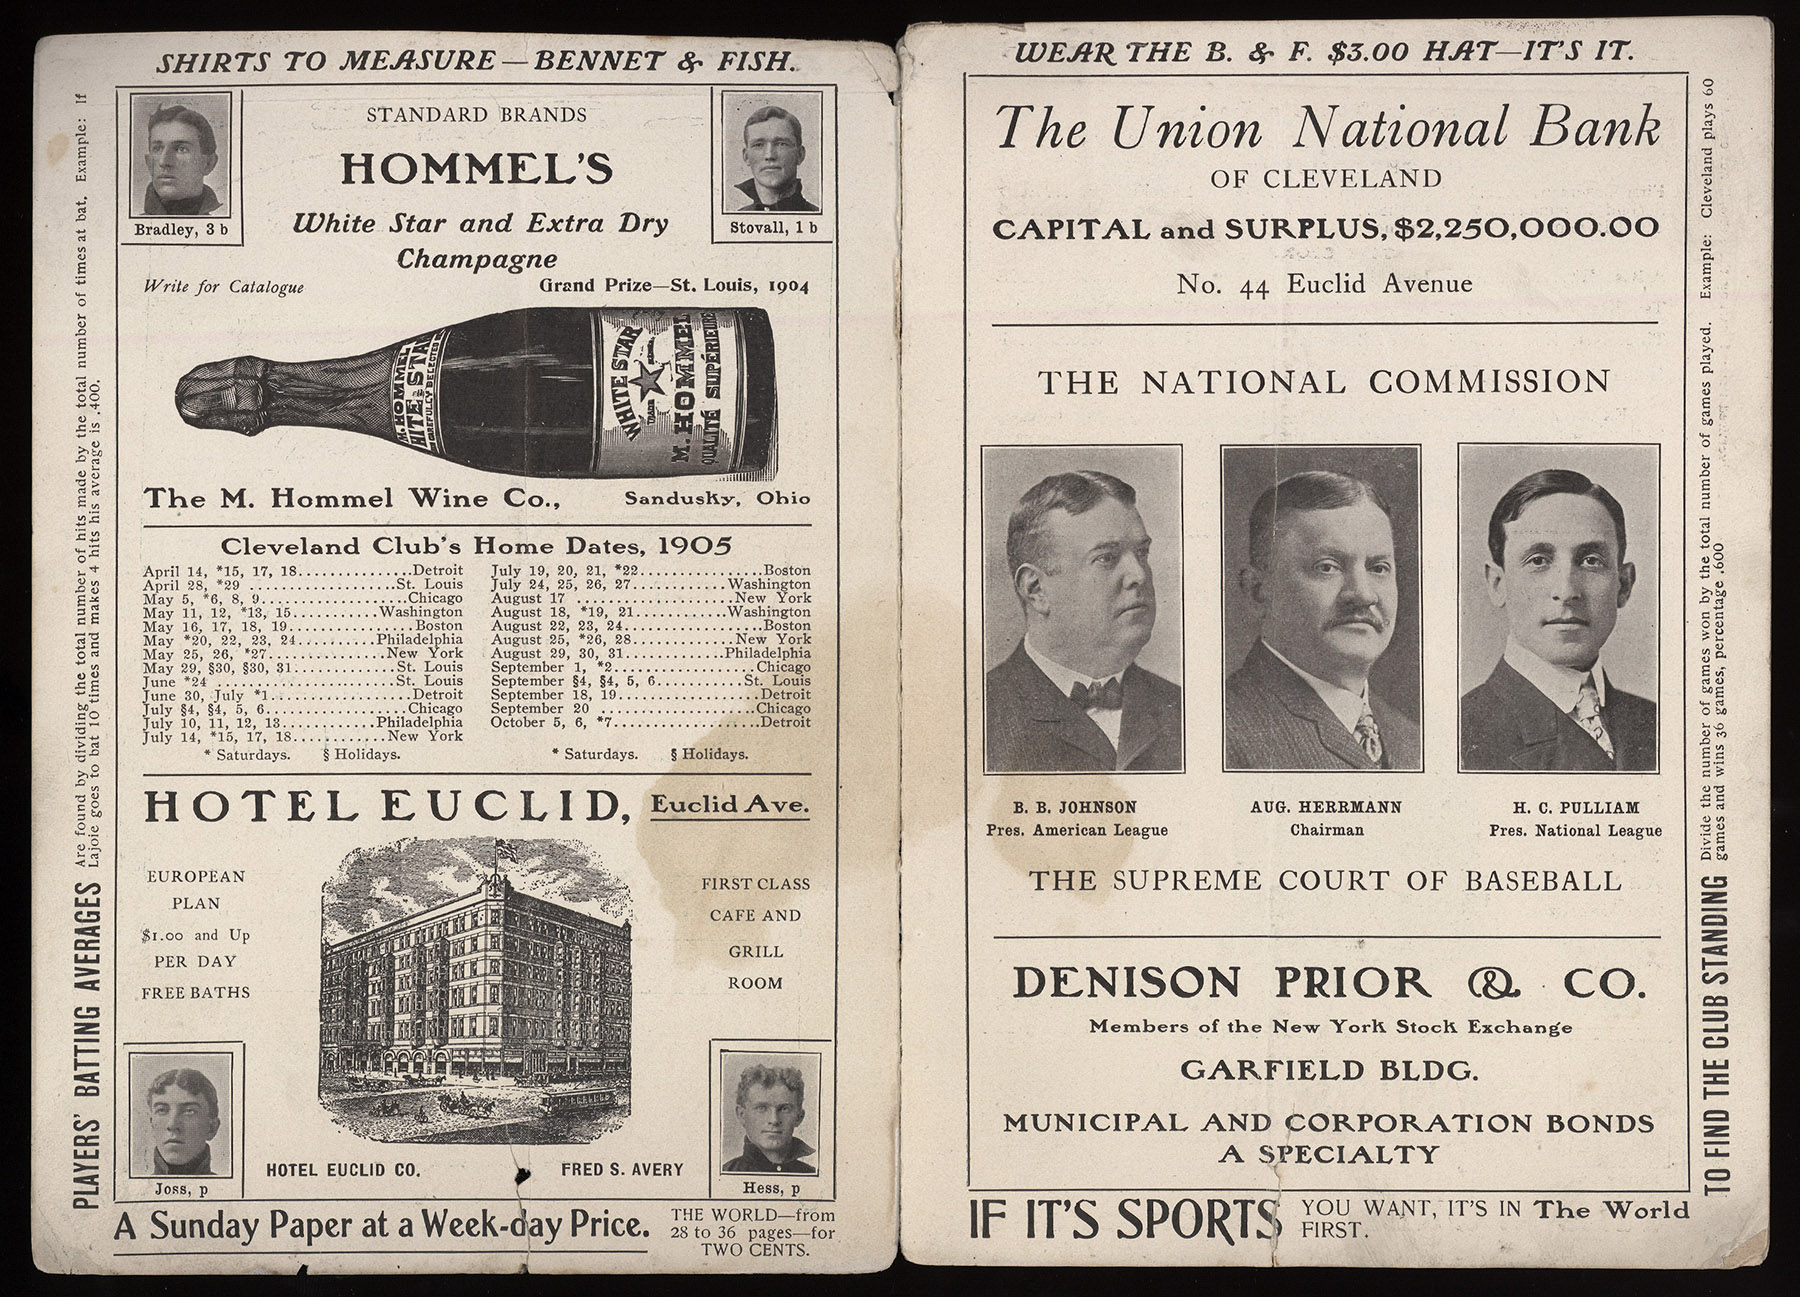 SHIRTS TO MEASURE — BENNET & FISH.
Bradley, 3 b
STANDARD BRANDS
HOMMEL'S
White Star and Extra Dry
Champagne
Stovall, 1 b
Write for Catalogue
Grand Prize—St. Louis, 1904
M. HOMMEL
WHITE STAR
CAREFULLY SELECTED
WHITE STAR
TRADE
M. HOMMEL
QUALITÉ SUPÉRIEURE
The M. Hommel Wine Co., Sandusky, Ohio
Cleveland Club's Home Dates, 1905
April 14, *15, 17, 18..............Detroit
April 28, *29 ..................St. Louis
May 5, *6, 8, 9..................Chicago
May 11, 12, *13, 15...........Washington
May 16, 17, 18, 19................Boston
May *20, 22, 23, 24.........Philadelphia
May 25, 26, *27...............New York
May 29, §30, §30, 31.............St. Louis
June *24 ......................St. Louis
June 30, July *1..................Detroit
July §4, §4, 5, 6..................Chicago
July 10, 11, 12, 13...........Philadelphia
July 14, *15, 17, 18............New York
* Saturdays. § Holidays.
July 19, 20, 21, *22...............Boston
July 24, 25, 26, 27............Washington
August 17 ....................New York
August 18, *19, 21...........Washington
August 22, 23, 24.................Boston
August 25, *26, 28.............New York
August 29, 30, 31............Philadelphia
September 1, *2..................Chicago
September §4, §4, 5, 6...........St. Louis
September 18, 19..................Detroit
September 20 ....................Chicago
October 5, 6, *7..................Detroit
* Saturdays. § Holidays.
HOTEL EUCLID, Euclid Ave.
EUROPEAN
PLAN
$1.00 and Up
PER DAY
FREE BATHS
FIRST CLASS
CAFE AND
GRILL
ROOM
Joss, p
HOTEL EUCLID CO.
FRED S. AVERY
Hess, p
A Sunday Paper at a Week-day Price.
THE WORLD—from
28 to 36 pages—for
TWO CENTS.
PLAYERS' BATTING AVERAGES
Are found by dividing the total number of hits made by the total number of times at bat. Example: If
Lajoie goes to bat 10 times and makes 4 hits his average is .400.
WEAR THE B. & F. $3.00 HAT—IT'S IT.
The Union National Bank
OF CLEVELAND
CAPITAL and SURPLUS, $2,250,000.00
No. 44 Euclid Avenue
THE NATIONAL COMMISSION
B. B. JOHNSON
Pres. American League
AUG. HERRMANN
Chairman
H. C. PULLIAM
Pres. National League
THE SUPREME COURT OF BASEBALL
DENISON PRIOR & CO.
Members of the New York Stock Exchange
GARFIELD BLDG.
MUNICIPAL AND CORPORATION BONDS
A SPECIALTY
IF IT'S SPORTS
YOU WANT, IT'S IN The World
FIRST.
TO FIND THE CLUB STANDING
Divide the number of games won by the total number of games played. Example: Cleveland plays 60
games and wins 36 games, percentage .600